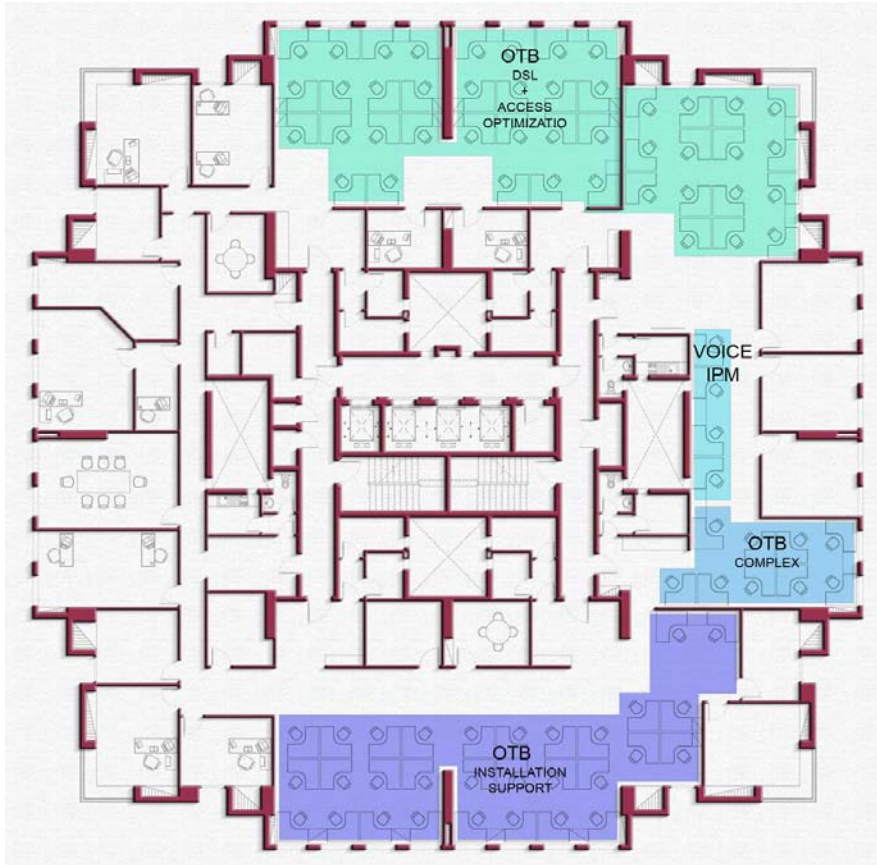 OTB
DSL
+
ACCESS
OPTIMIZATIO
VOICE
IPM
OTB
COMPLEX
OTB
INSTALLATION
SUPPORT